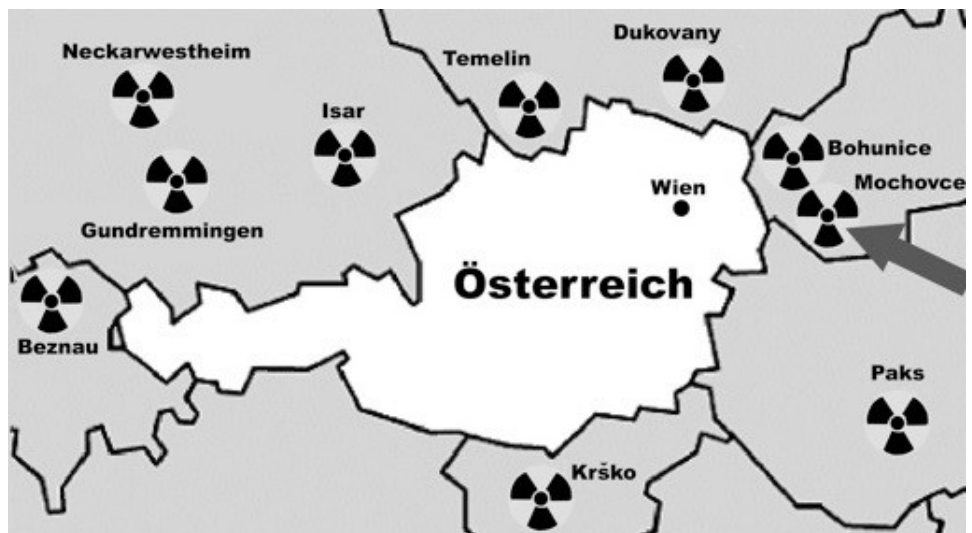 Neckarwestheim
Temelin
Dukovany
Isar
Bohunice
Mochovce
Wien
Gundremmingen
Österreich
Beznau
Paks
Krško